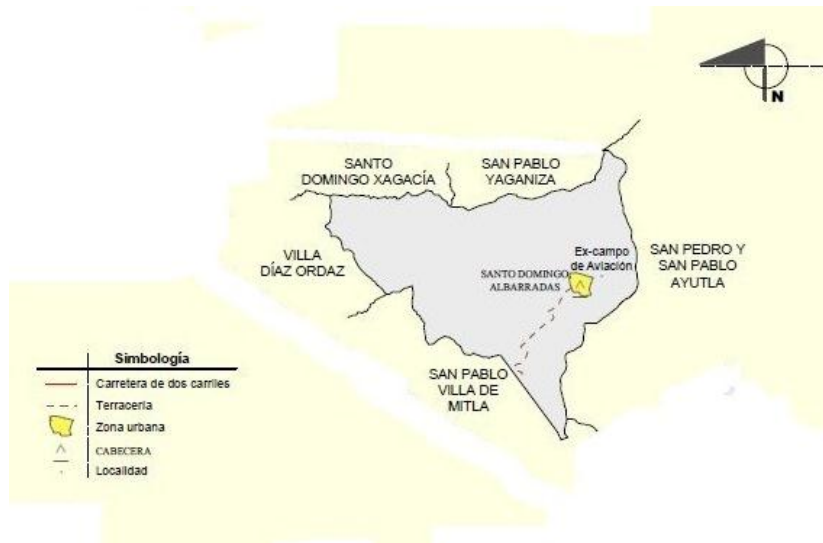 N
SANTO
DOMINGO XAGACÍA
SAN PABLO
YAGANIZA
VILLA
DÍAZ ORDAZ
Ex-campo
de Aviación
SANTO DOMINGO
ALBARRADAS
SAN PEDRO Y
SAN PABLO
AYUTLA
SAN PABLO
VILLA DE
MITLA
Simbología
Carretera de dos carriles
Terracería
Zona urbana
CABECERA
Localidad